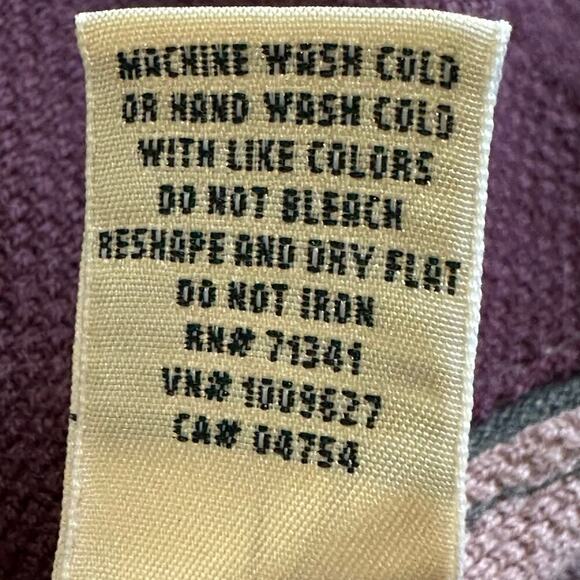 MACHINE WASH COLD
OR HAND WASH COLD
WITH LIKE COLORS
DO NOT BLEACH
RESHAPE AND DRY FLAT
DO NOT IRON
RN# 71341
VN# 1009627
CA# 04754